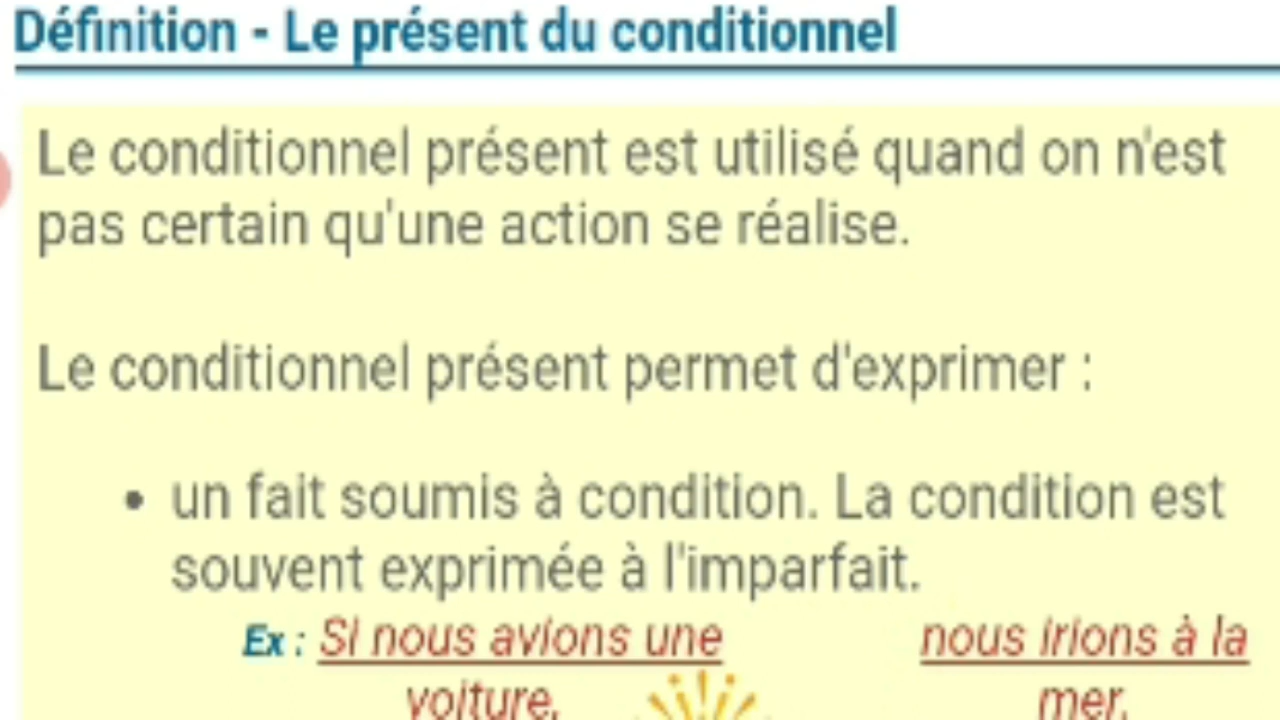 Définition - Le présent du conditionnel
Le conditionnel présent est utilisé quand on n'est
pas certain qu'une action se réalise.
Le conditionnel présent permet d'exprimer :
• un fait soumis à condition. La condition est
souvent exprimée à l'imparfait.
Ex : Si nous avions une nous irions à la
voiture, mer.